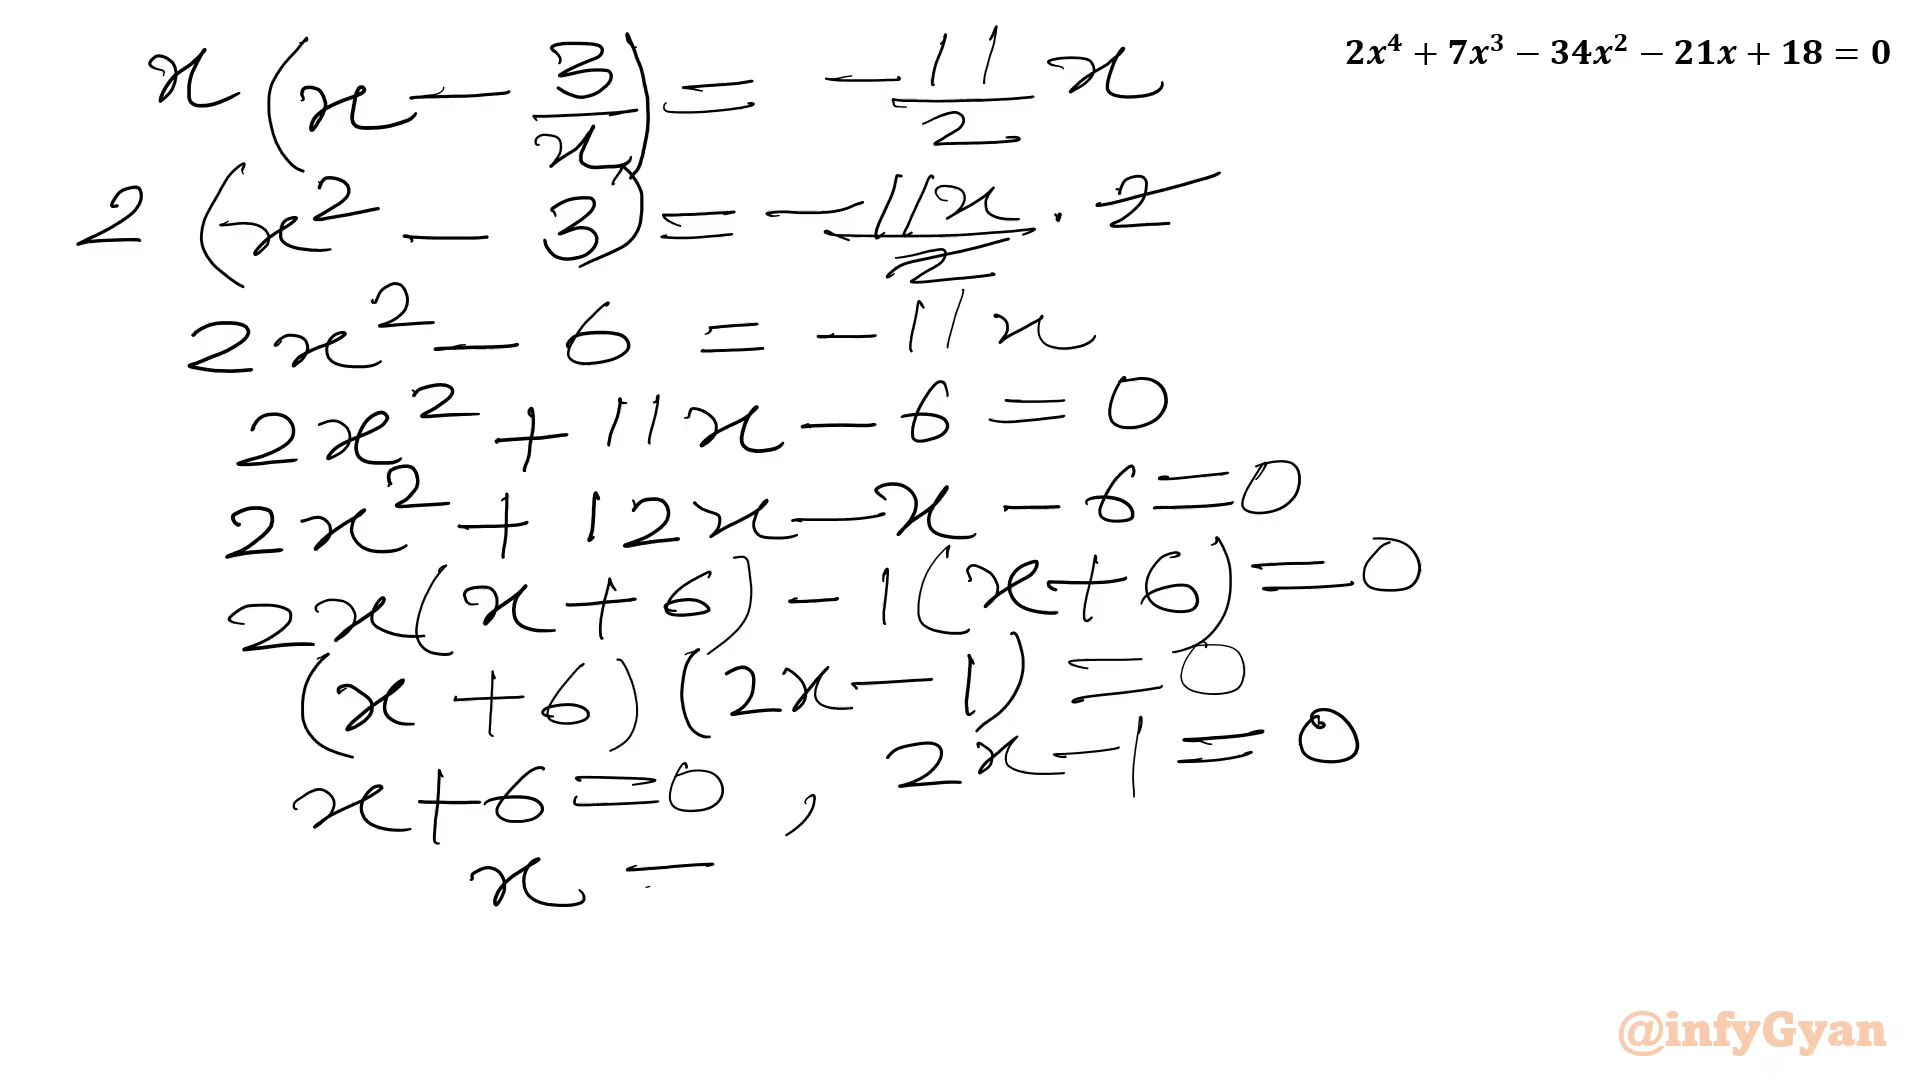 x(x - 3/x) = -11/2 x
2x⁴ + 7x³ − 34x² − 21x + 18 = 0
2(x² - 3) = -11x/2 · 2
2x² - 6 = -11x
2x² + 11x - 6 = 0
2x² + 12x - x - 6 = 0
2x(x + 6) - 1(x + 6) = 0
(x + 6)(2x - 1) = 0
x + 6 = 0 , 2x - 1 = 0
x -
@infyGyan